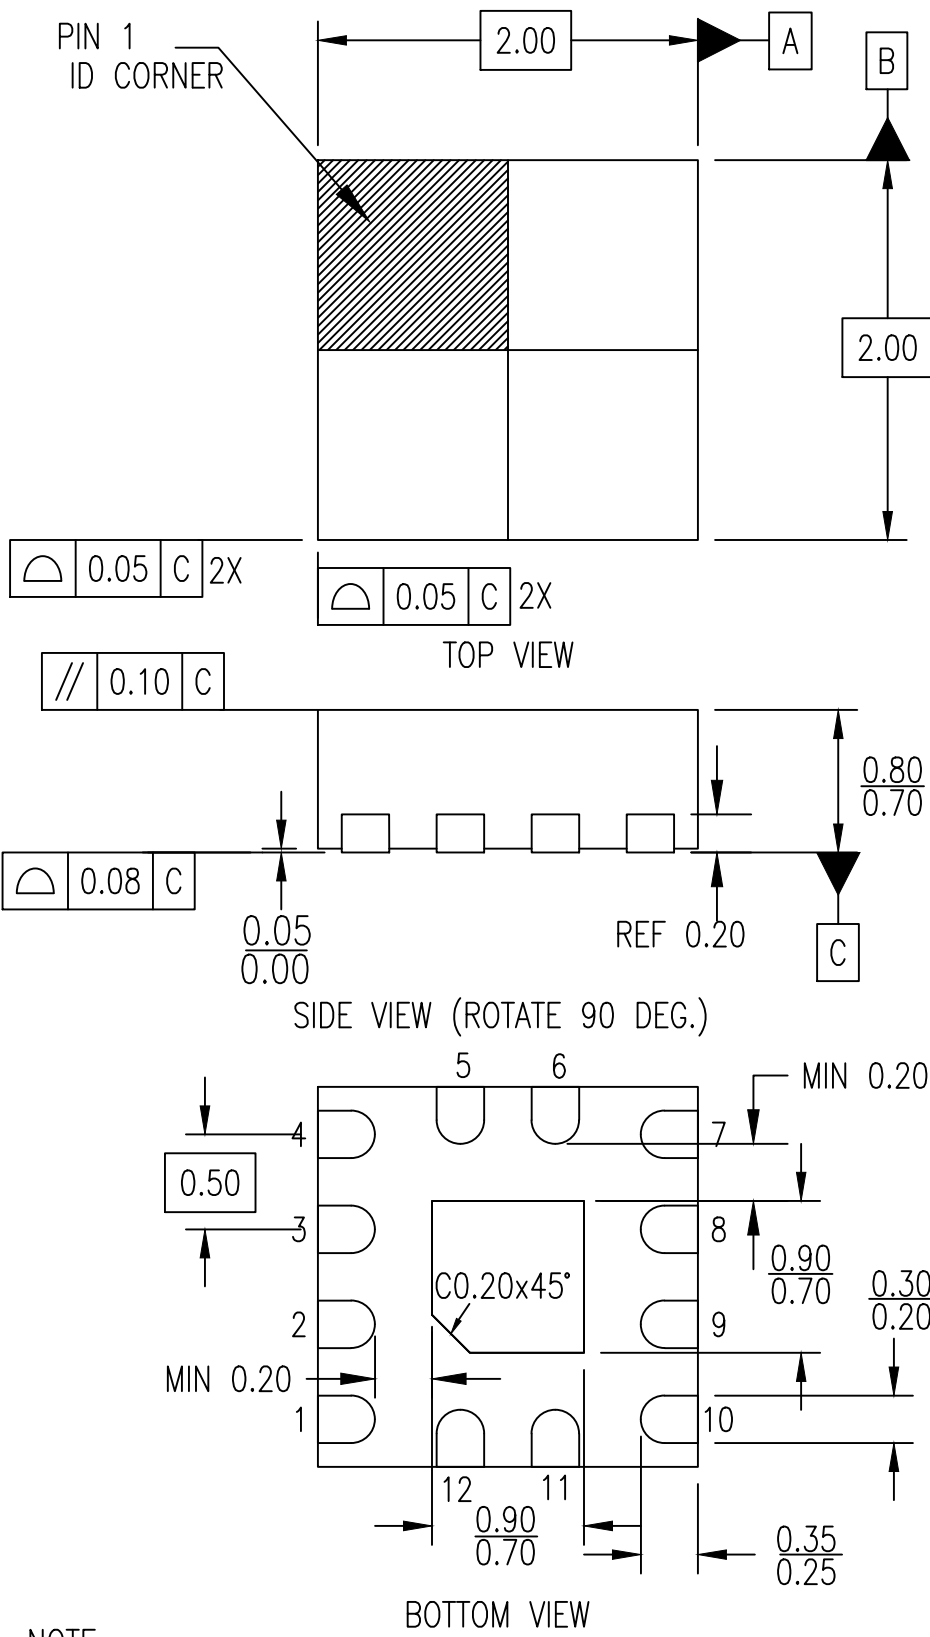 PIN 1
ID CORNER
2.00
A
B
2.00
0.05 C 2X
0.05 C 2X
TOP VIEW
// 0.10 C
0.80
0.70
0.08 C
0.05
0.00
REF 0.20
C
SIDE VIEW (ROTATE 90 DEG.)
5 6
MIN 0.20
4 7
0.50
3 8
0.90
0.70
C0.20x45°
0.30
0.20
2 9
MIN 0.20
1 10
12 11
0.90
0.70
0.35
0.25
BOTTOM VIEW
NOTE